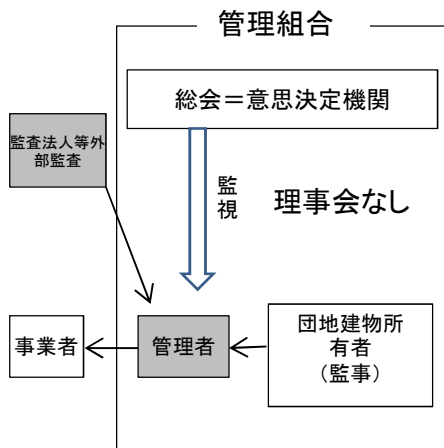 管理組合
総会＝意思決定機関
監査法人等外
部監査
監
視
理事会なし
事業者
管理者
団地建物所
有者
（監事）